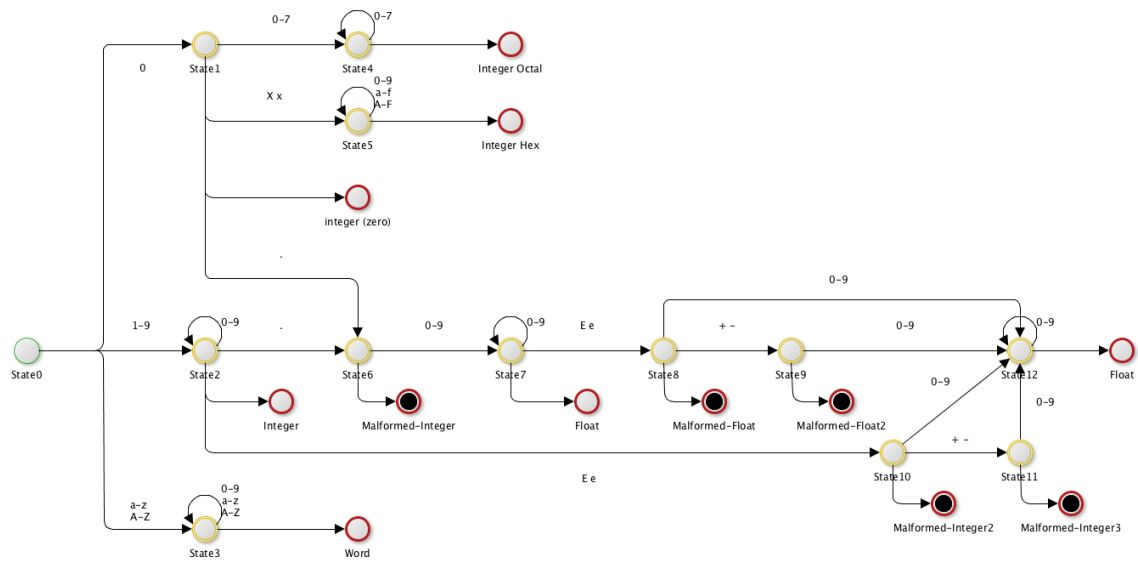 0-7
0-7
0
State1
State4
Integer Octal
0-9
a-f
A-F
X x
State5
Integer Hex
integer (zero)
.
0-9
1-9
0-9
.
0-9
0-9
E e
+ -
0-9
0-9
State0
State2
State6
State7
State8
State9
State12
Float
0-9
0-9
Integer
Malformed-Integer
Float
Malformed-Float
Malformed-Float2
+ -
E e
State10
State11
0-9
a-z
A-Z
a-z
A-Z
Malformed-Integer2
Malformed-Integer3
State3
Word